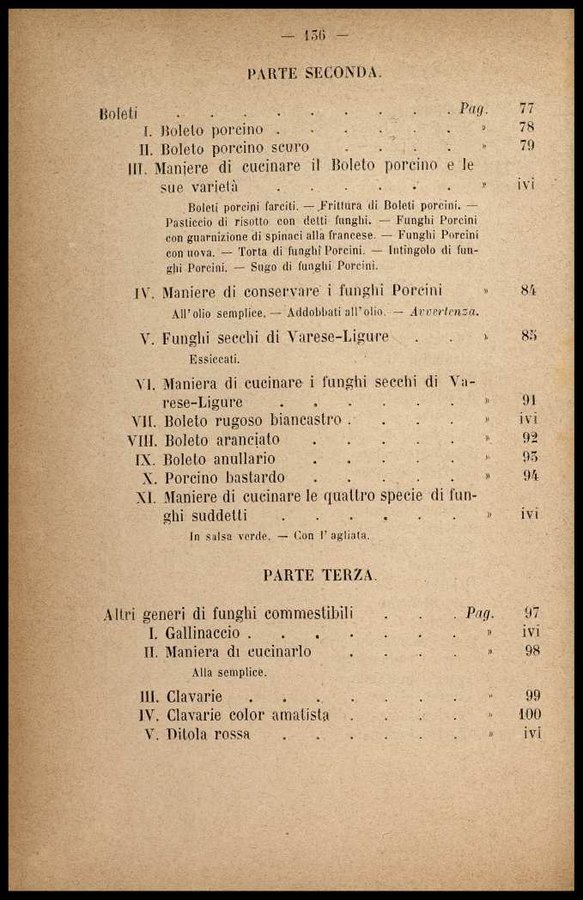 — 136 —
PARTE SECONDA.
Boleti . . . . . . . . Pag. 77
I. Boleto porcino . . . . . . » 78
II. Boleto porcino scuro . . . . » 79
III. Maniere di cucinare il Boleto porcino e le
sue varietà . . . . . . » ivi
Boleti porcini farciti. — Frittura di Boleti porcini. —
Pasticcio di risotto con detti funghi. — Funghi Porcini
con guarnizione di spinaci alla francese. — Funghi Porcini
con uova. — Torta di funghi Porcini. — Intingolo di fun-
ghi Porcini. — Sugo di funghi Porcini.
IV. Maniere di conservare i funghi Porcini » 84
All'olio semplice. — Addobbati all'olio. — Avvertenza.
V. Funghi secchi di Varese-Ligure . . » 85
Essiccati.
VI. Maniera di cucinare i funghi secchi di Va-
rese-Ligure . . . . . . » 91
VII. Boleto rugoso biancastro . . . . » ivi
VIII. Boleto aranciato . . . . . » 92
IX. Boleto anullario . . . . . » 93
X. Porcino bastardo . . . . . » 94
XI. Maniere di cucinare le quattro specie di fun-
ghi suddetti . . . . . . » ivi
In salsa verde. — Con l'agliata.
PARTE TERZA.
Altri generi di funghi commestibili . . . Pag. 97
I. Gallinaccio . . . . . . . » ivi
II. Maniera di cucinarlo . . . . » 98
Alla semplice.
III. Clavarie . . . . . . . » 99
IV. Clavarie color amatista . . . . » 100
V. Ditola rossa . . . . . . » ivi